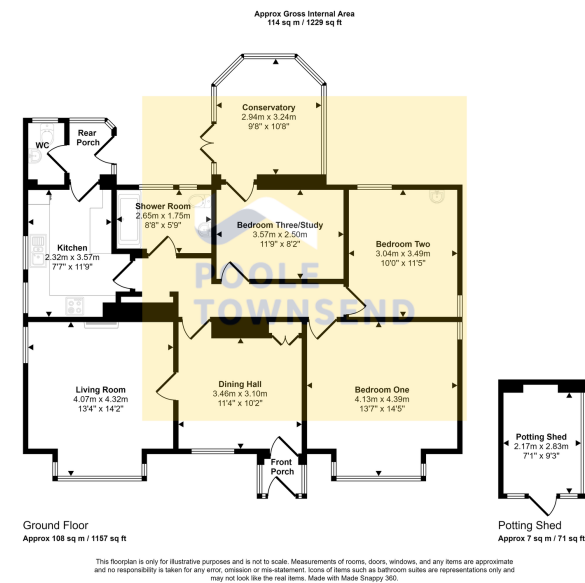 Approx Gross Internal Area
114 sq m / 1229 sq ft
Conservatory
2.94m x 3.24m
9'8" x 10'8"
WC
Rear
Porch
Shower Room
2.65m x 1.75m
8'8" x 5'9"
Bedroom Three/Study
3.57m x 2.50m
11'9" x 8'2"
Bedroom Two
3.04m x 3.49m
10'0" x 11'5"
Kitchen
2.32m x 3.57m
7'7" x 11'9"
POOLE
TOWNSEND
Living Room
4.07m x 4.32m
13'4" x 14'2"
Dining Hall
3.46m x 3.10m
11'4" x 10'2"
Bedroom One
4.13m x 4.39m
13'7" x 14'5"
Front
Porch
Potting Shed
2.17m x 2.83m
7'1" x 9'3"
Ground Floor
Approx 108 sq m / 1157 sq ft
Potting Shed
Approx 7 sq m / 71 sq ft
This floorplan is only for illustrative purposes and is not to scale. Measurements of rooms, doors, windows, and any items are approximate
and no responsibility is taken for any error, omission or mis-statement. Icons of items such as bathroom suites are representations only and
may not look like the real items. Made with Made Snappy 360.